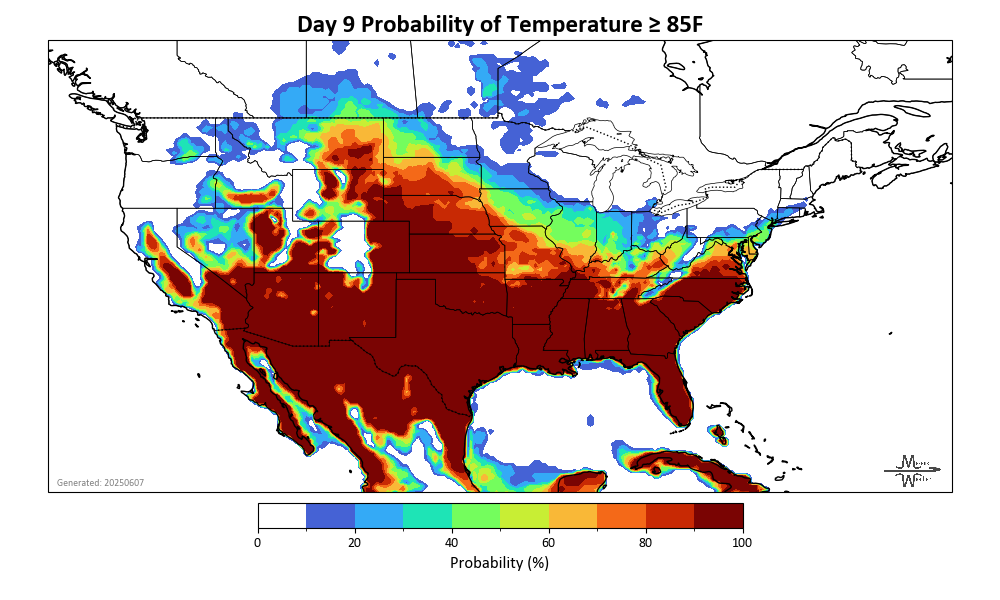 Day 9 Probability of Temperature ≥ 85F
Generated: 20250607
0 20 40 60 80 100
Probability (%)